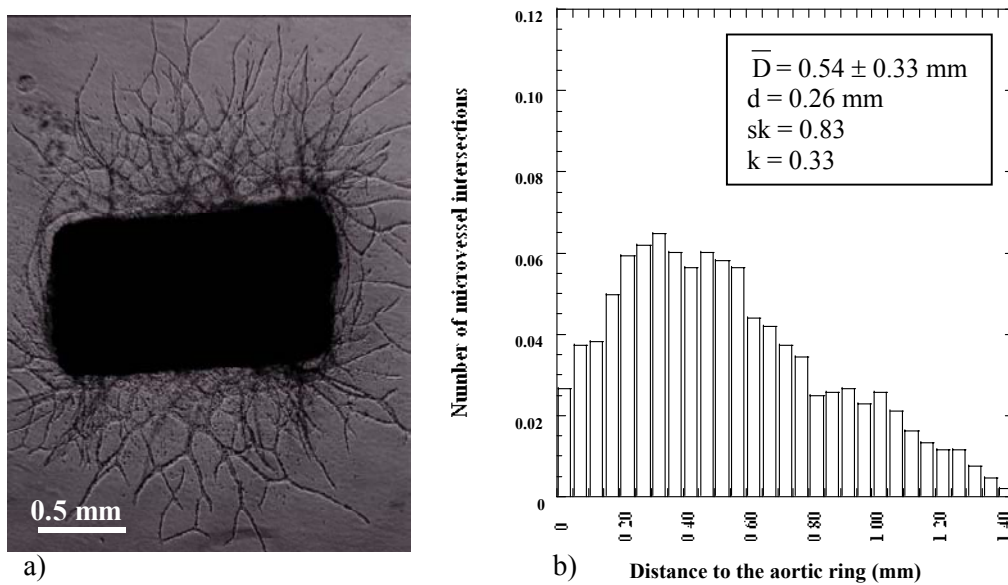 0.5 mm
a)
0.12
0.10
0.08
0.06
0.04
0.02
0
Number of microvessel intersections
D = 0.54 ± 0.33 mm
d = 0.26 mm
sk = 0.83
k = 0.33
0
0 20
0 40
0 60
0 80
1 00
1 20
1 40
b)
Distance to the aortic ring (mm)